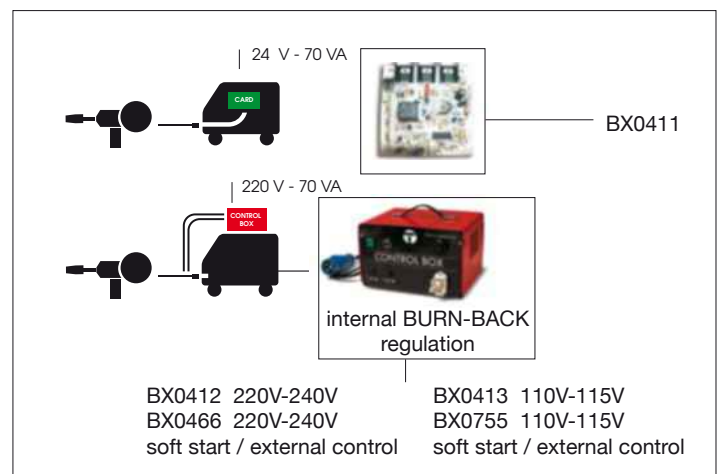 24 V - 70 VA
CARD
BX0411
220 V - 70 VA
CONTROL
BOX
CONTROL BOX
internal BURN-BACK
regulation
BX0412 220V-240V
BX0466 220V-240V
soft start / external control
BX0413 110V-115V
BX0755 110V-115V
soft start / external control